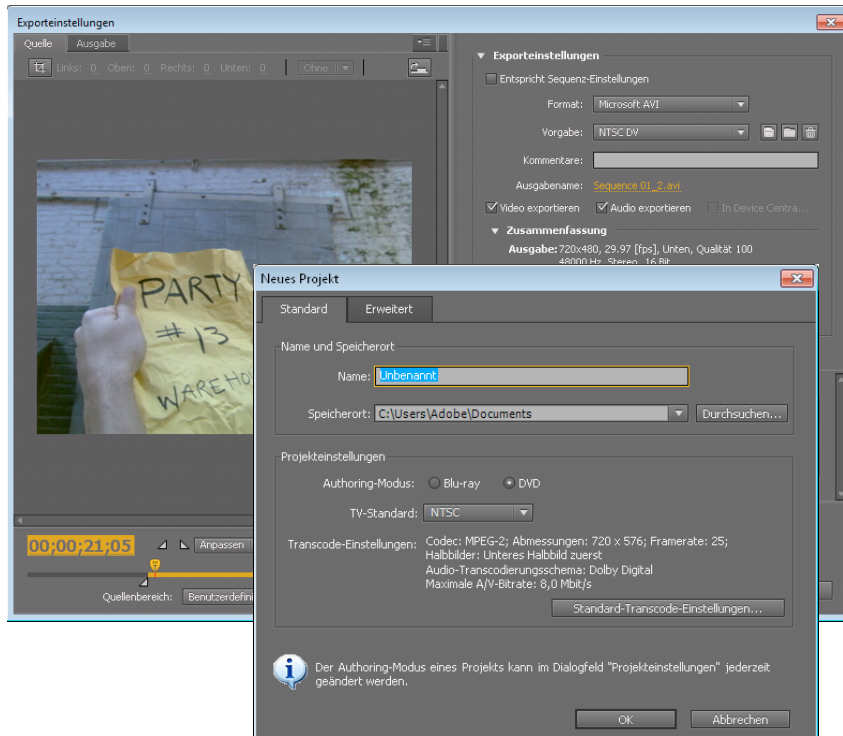 Exporteinstellungen
Quelle Ausgabe
Links: 0 Oben: 0 Rechts: 0 Unten: 0 Ohne
PARTY
# 13
WAREHO
00;00;21;05 Anpassen
Quellenbereich: Benutzerdefini
Exporteinstellungen
Entspricht Sequenz-Einstellungen
Format: Microsoft AVI
Vorgabe: NTSC DV
Kommentare:
Ausgabename: Sequence 01_2.avi
Video exportieren Audio exportieren In Device Centra...
Zusammenfassung
Ausgabe: 720x480, 29.97 [fps], Unten, Qualität 100
48000 Hz, Stereo, 16 Bit
Neues Projekt
Standard Erweitert
Name und Speicherort
Name: Unbenannt
Speicherort: C:\Users\Adobe\Documents Durchsuchen...
Projekteinstellungen
Authoring-Modus: Blu-ray DVD
TV-Standard: NTSC
Transcode-Einstellungen: Codec: MPEG-2; Abmessungen: 720 x 576; Framerate: 25;
Halbbilder: Unteres Halbbild zuerst
Audio-Transcodierungsschema: Dolby Digital
Maximale A/V-Bitrate: 8,0 Mbit/s
Standard-Transcode-Einstellungen...
Der Authoring-Modus eines Projekts kann im Dialogfeld "Projekteinstellungen" jederzeit
geändert werden.
OK Abbrechen